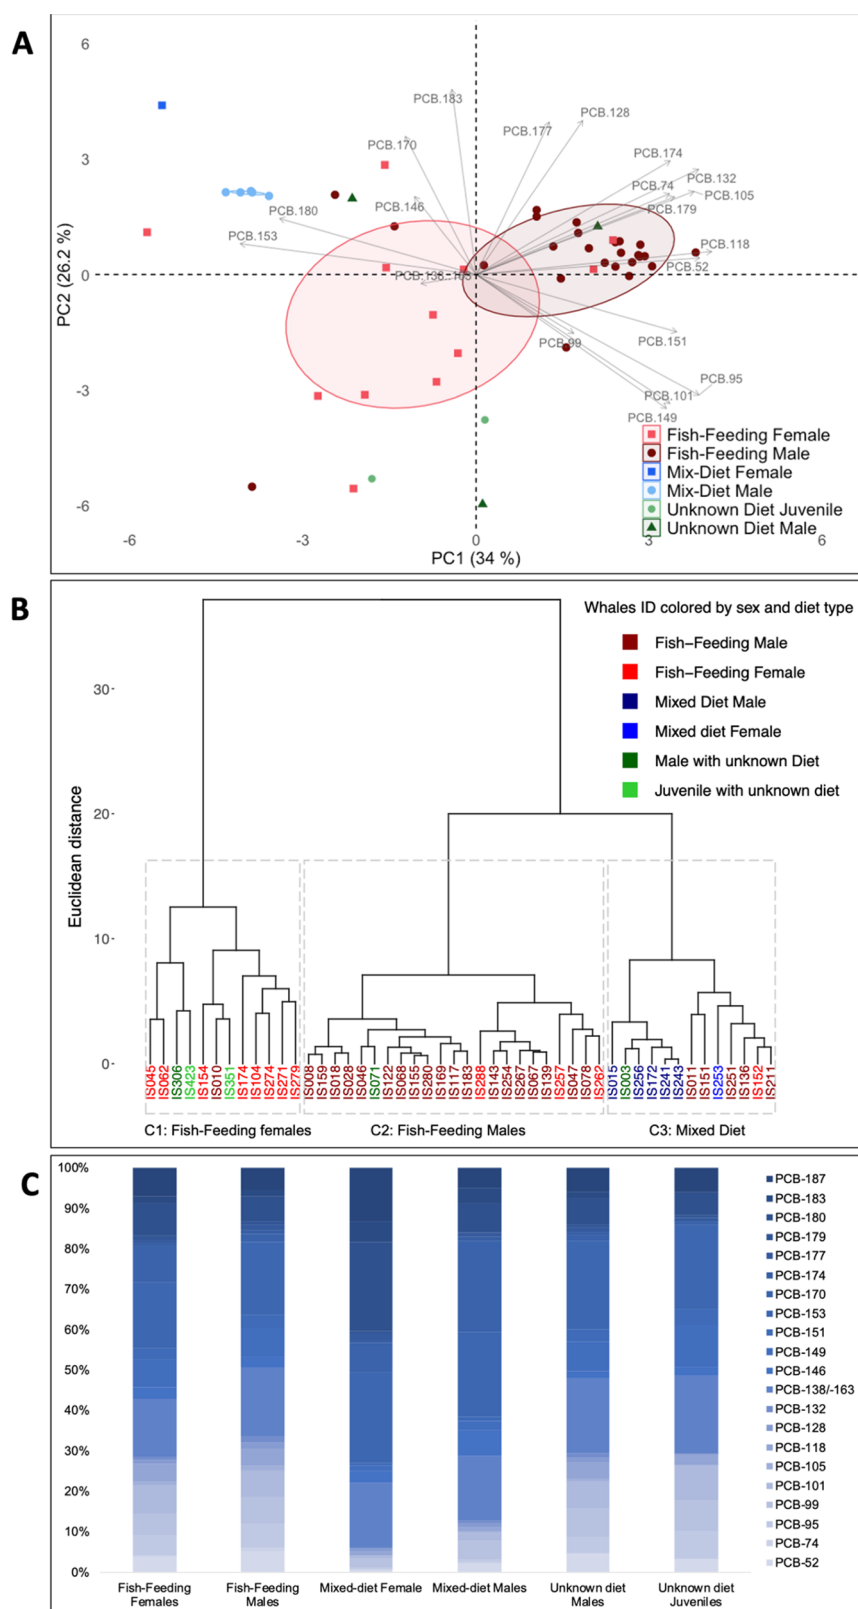 A
6
3
0
-3
-6
PC2 (26.2 %)
PCB.183
PCB.128
PCB.177
PCB.170
PCB.174
PCB.132
PCB.74
PCB.105
PCB.146
PCB.179
PCB.180
PCB.153
PCB.118
PCB.52
PCB.99
PCB.151
PCB.95
PCB.101
PCB.149
Fish-Feeding Female
Fish-Feeding Male
Mix-Diet Female
Mix-Diet Male
Unknown Diet Juvenile
Unknown Diet Male
-6 -3 0 3 6
PC1 (34 %)
B
Whales ID colored by sex and diet type
Fish-Feeding Male
Fish-Feeding Female
Mixed Diet Male
Mixed diet Female
Male with unknown Diet
Juvenile with unknown diet
30-
20-
10-
0-
Euclidean distance
IS045 IS062 IS306 IS423 IS154 IS010 IS351 IS174 IS104 IS274 IS271 IS279 IS008 IS039 IS018 IS028 IS046 IS071 IS122 IS068 IS155 IS280 IS169 IS117 IS183 IS288 IS143 IS254 IS267 IS067 IS139 IS257 IS047 IS078 IS262 IS015 IS003 IS256 IS172 IS241 IS243 IS011 IS151 IS253 IS251 IS136 IS152 IS211
C1: Fish-Feeding females
C2: Fish-Feeding Males
C3: Mixed Diet
C
100%
90%
80%
70%
60%
50%
40%
30%
20%
10%
0%
PCB-187
PCB-183
PCB-180
PCB-179
PCB-177
PCB-174
PCB-170
PCB-153
PCB-151
PCB-149
PCB-146
PCB-138/-163
PCB-132
PCB-128
PCB-118
PCB-105
PCB-101
PCB-99
PCB-95
PCB-74
PCB-52
Fish-Feeding
Females
Fish-Feeding
Males
Mixed-diet Female
Mixed-diet Males
Unknown diet
Males
Unknown diet
Juveniles